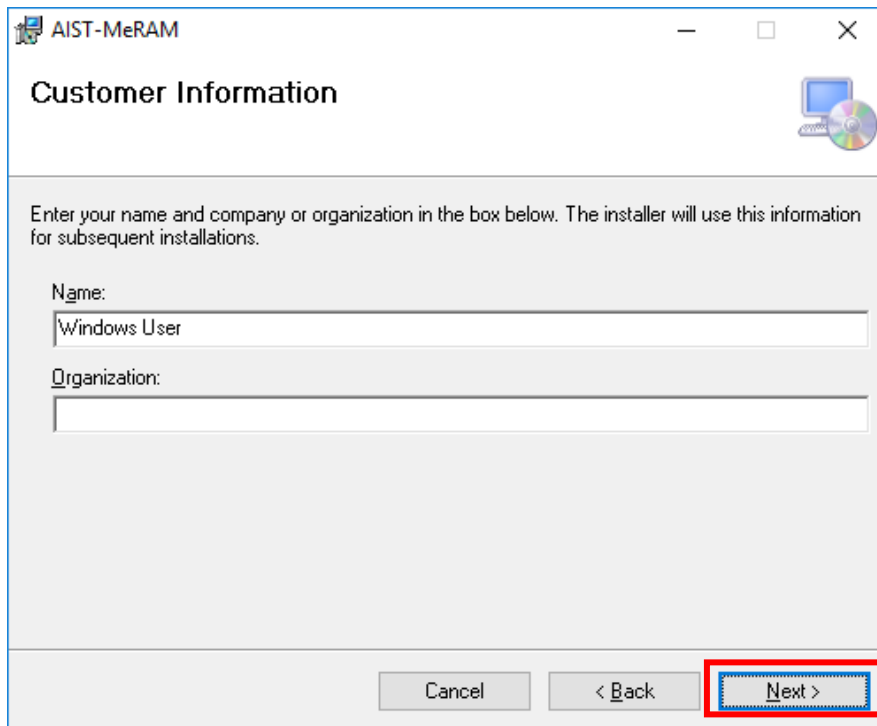 AIST-MeRAM
Customer Information
Enter your name and company or organization in the box below. The installer will use this information
for subsequent installations.
Name:
Windows User
Organization:
Cancel
< Back
Next >